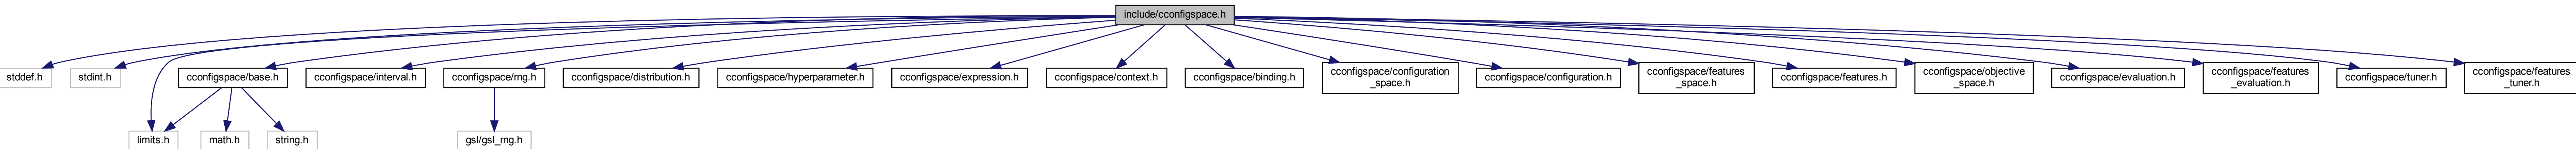 include/cconfigspace.h
stddef.h
stdint.h
cconfigspace/base.h
cconfigspace/interval.h
cconfigspace/rng.h
cconfigspace/distribution.h
cconfigspace/hyperparameter.h
cconfigspace/expression.h
cconfigspace/context.h
cconfigspace/binding.h
cconfigspace/configuration
_space.h
cconfigspace/configuration.h
cconfigspace/features
_space.h
cconfigspace/features.h
cconfigspace/objective
_space.h
cconfigspace/evaluation.h
cconfigspace/features
_evaluation.h
cconfigspace/tuner.h
cconfigspace/features
_tuner.h
limits.h
math.h
string.h
gsl/gsl_rng.h